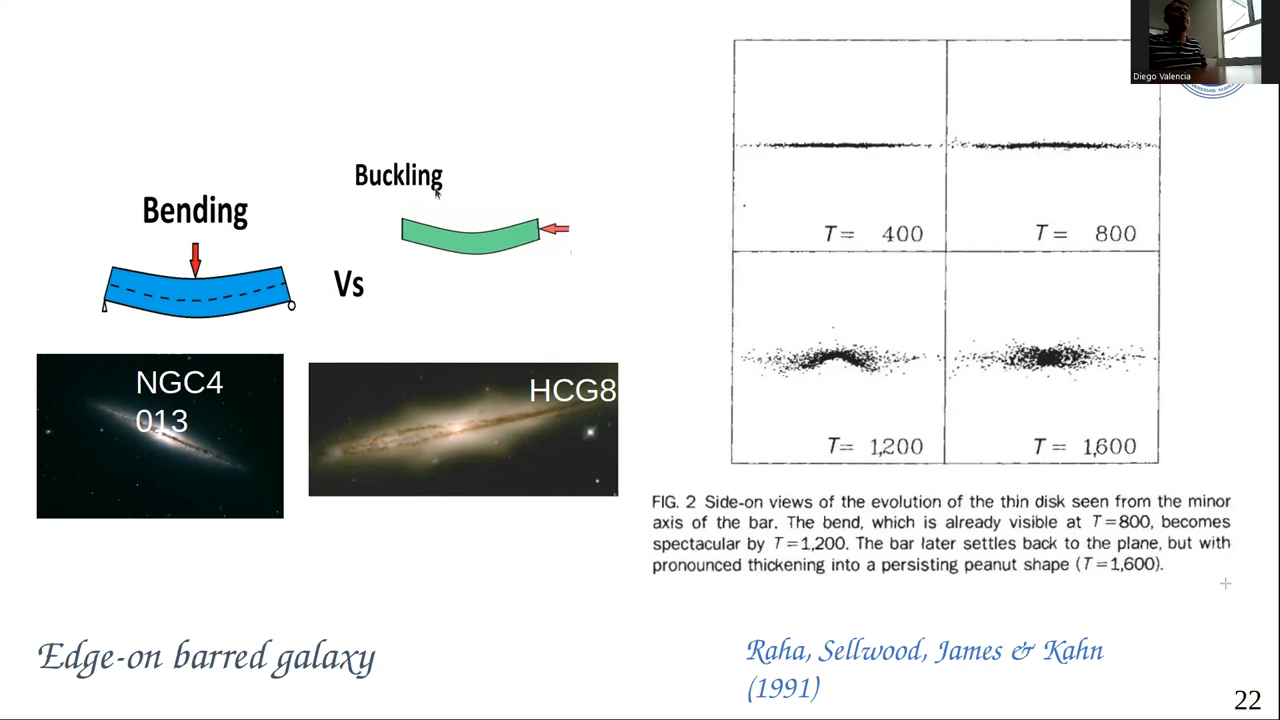 Diego Valencia
Buckling
Bending
Vs
NGC4
013
HCG8
T= 400
T= 800
T= 1,200
T= 1,600
FIG. 2 Side-on views of the evolution of the thin disk seen from the minor
axis of the bar. The bend, which is already visible at T=800, becomes
spectacular by T=1,200. The bar later settles back to the plane, but with
pronounced thickening into a persisting peanut shape (T=1,600).
Edge-on barred galaxy
Raha, Sellwood, James & Kahn
(1991)
22